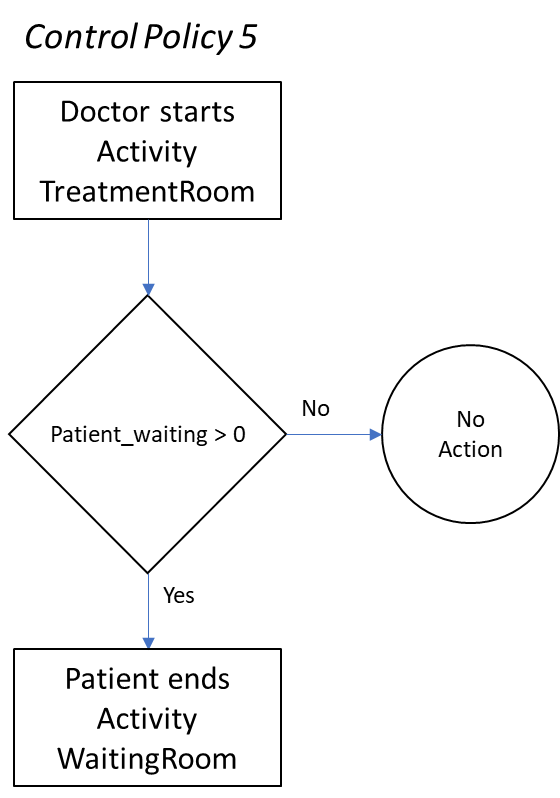 Control Policy 5
Doctor starts
Activity
TreatmentRoom
Patient_waiting > 0
No
No
Action
Yes
Patient ends
Activity
WaitingRoom